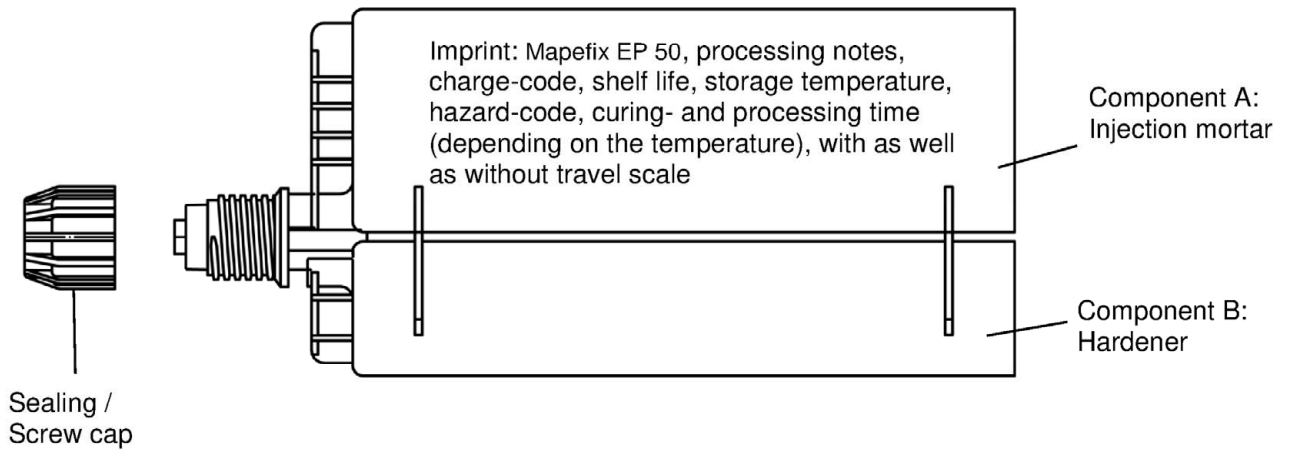 Imprint: Mapefix EP 50, processing notes,
charge-code, shelf life, storage temperature,
hazard-code, curing- and processing time
(depending on the temperature), with as well
as without travel scale
Component A:
Injection mortar
Component B:
Hardener
Sealing /
Screw cap